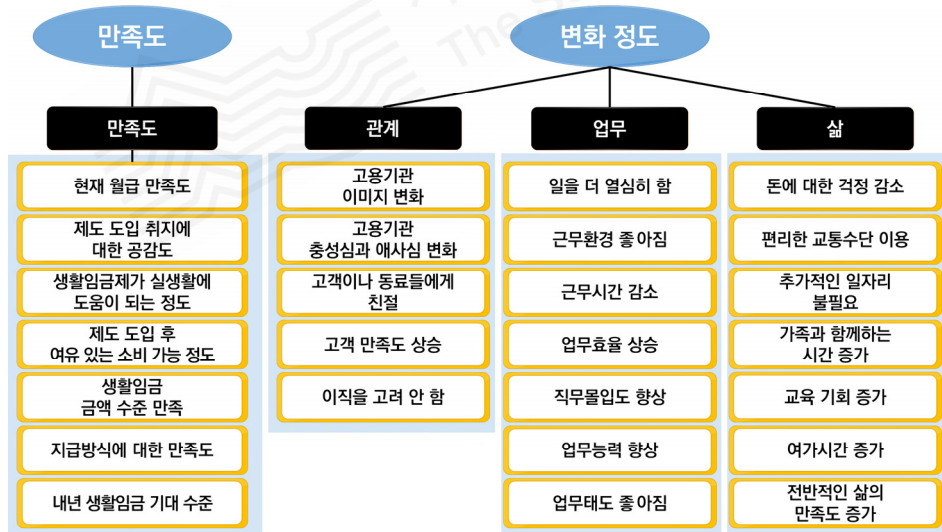 만족도
변화 정도
만족도
관계
업무
삶
현재 월급 만족도
제도 도입 취지에
대한 공감도
생활임금제가 실생활에
도움이 되는 정도
제도 도입 후
여유 있는 소비 가능 정도
생활임금
금액 수준 만족
지급방식에 대한 만족도
내년 생활임금 기대 수준
고용기관
이미지 변화
고용기관
충성심과 애사심 변화
고객이나 동료들에게
친절
고객 만족도 상승
이직을 고려 안 함
일을 더 열심히 함
근무환경 좋아짐
근무시간 감소
업무효율 상승
직무몰입도 향상
업무능력 향상
업무태도 좋아짐
돈에 대한 걱정 감소
편리한 교통수단 이용
추가적인 일자리
불필요
가족과 함께하는
시간 증가
교육 기회 증가
여가시간 증가
전반적인 삶의
만족도 증가